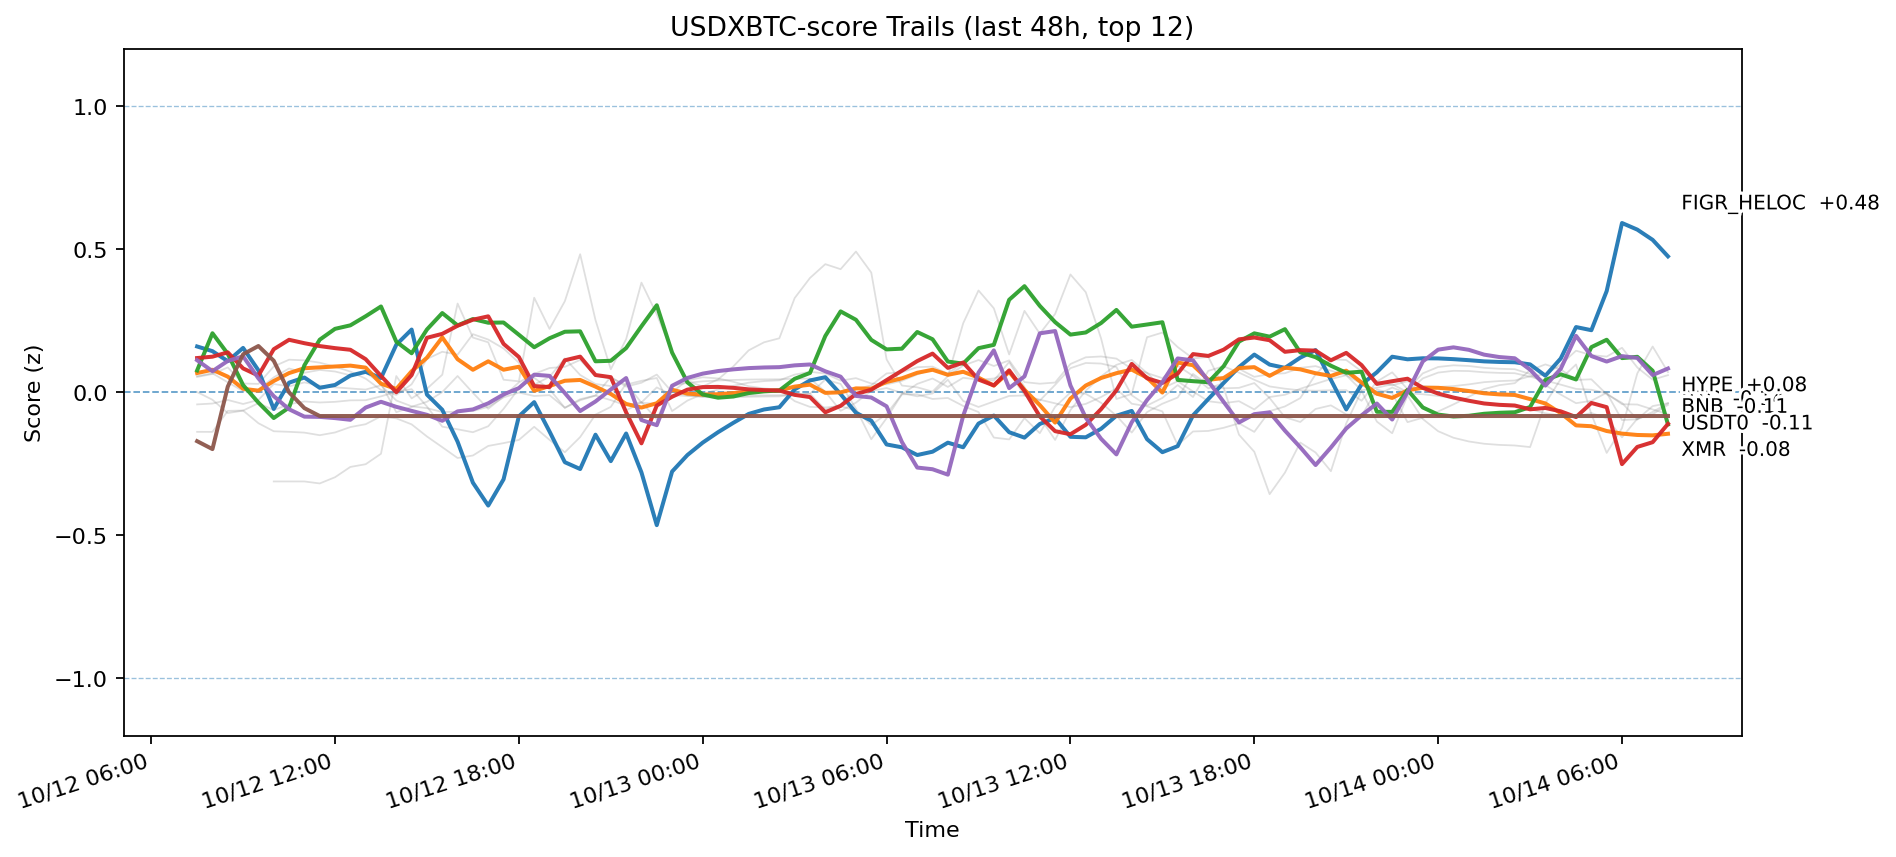 USDXBTC-score Trails (last 48h, top 12)
1.0
0.5
0.0
−0.5
−1.0
Score (z)
FIGR_HELOC +0.48
HYPE +0.08
BNB -0.11
USDT0 -0.11
XMR -0.08
10/12 06:00
10/12 12:00
10/12 18:00
10/13 00:00
10/13 06:00
10/13 12:00
10/13 18:00
10/14 00:00
10/14 06:00
Time